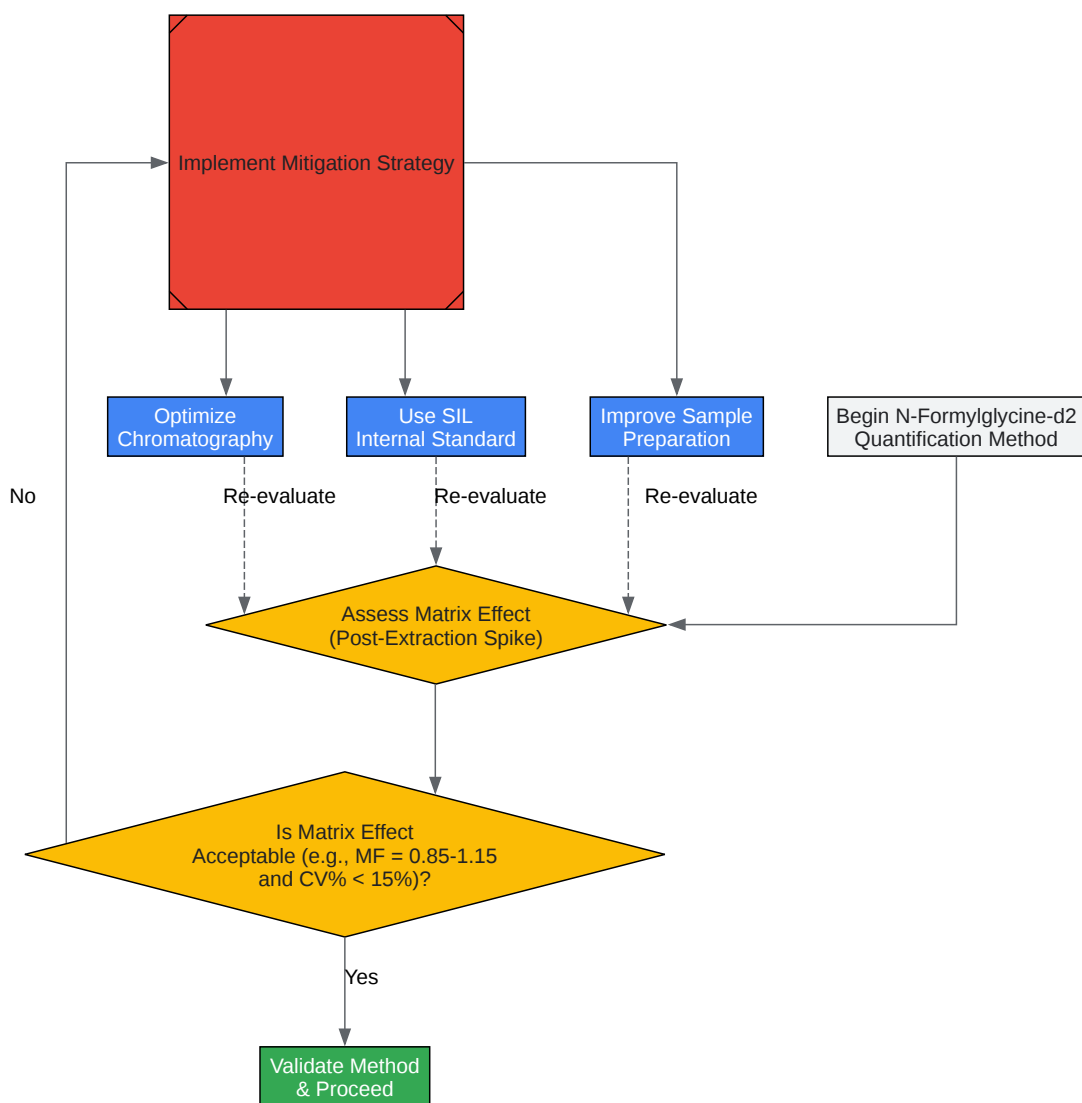 Implement Mitigation Strategy
Optimize
Chromatography
Use SIL
Internal Standard
Improve Sample
Preparation
Begin N-Formylglycine-d2
Quantification Method
No
Re-evaluate
Re-evaluate
Re-evaluate
Assess Matrix Effect
(Post-Extraction Spike)
Is Matrix Effect
Acceptable (e.g., MF = 0.85-1.15
and CV% < 15%)?
Yes
Validate Method
& Proceed